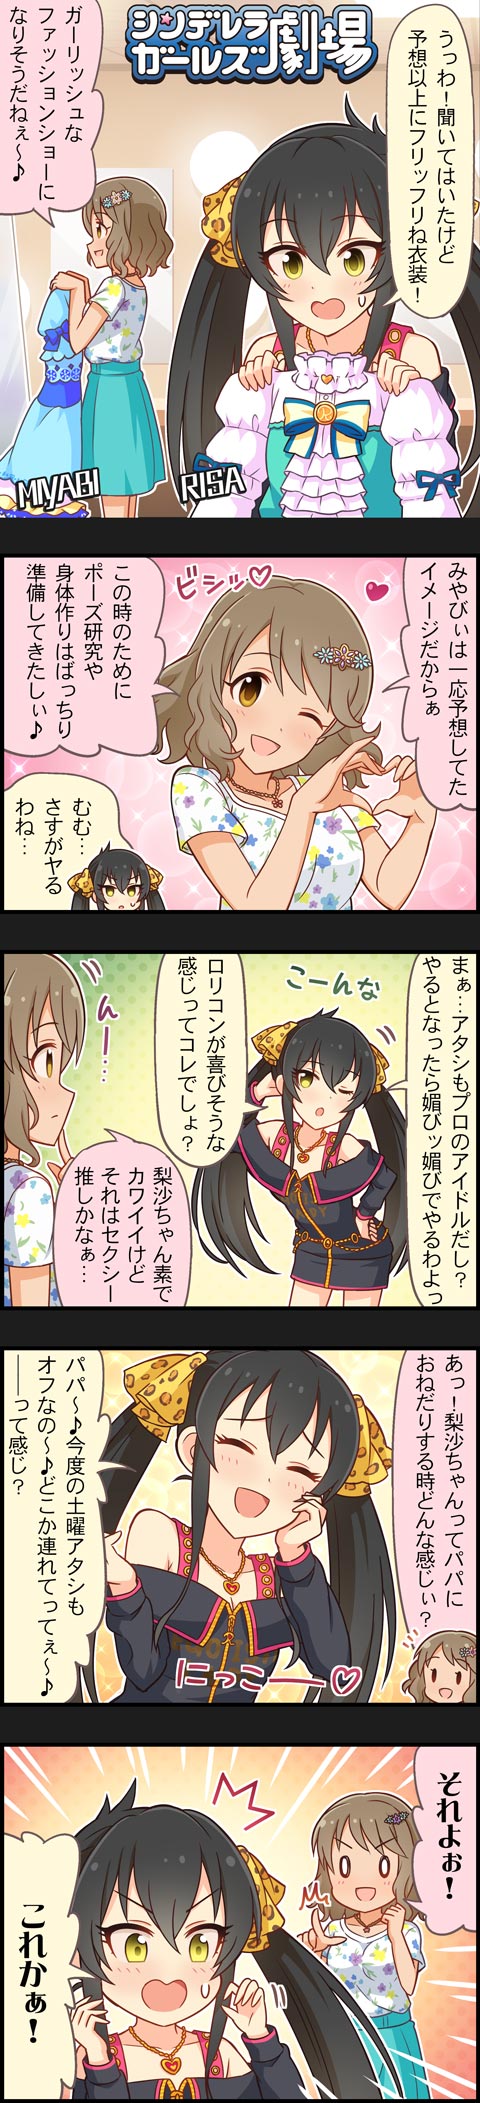 シンデレラ
ガールズ劇場
うっわ！聞いてはいたけど
予想以上にフリッフリね衣装！
ガーリッシュな
ファッションショーに
なりそうだねぇ～♪
MIYABI
RISA
みやびぃは一応予想してた
イメージだからぁ
ビシッ♡
この時のために
ポーズ研究や
身体作りはばっちり
準備してきたしぃ♪
むむ…
さすがヤる
わね…
まぁ…アタシもプロのアイドルだし？
やるとなったら媚びッ媚びでやるわよっ
こーんな
ロリコンが喜びそうな
感じってコレでしょ？
んー…
梨沙ちゃん素で
カワイイけど
それはセクシー
推しかなぁ…
あっ！梨沙ちゃんってパパに
おねだりする時どんな感じぃ？
パパ～♪今度の土曜アタシも
オフなの～♪どこか連れてってぇ～♪
――って感じ？
にっこーー♡
それよぉ！
これかぁ！